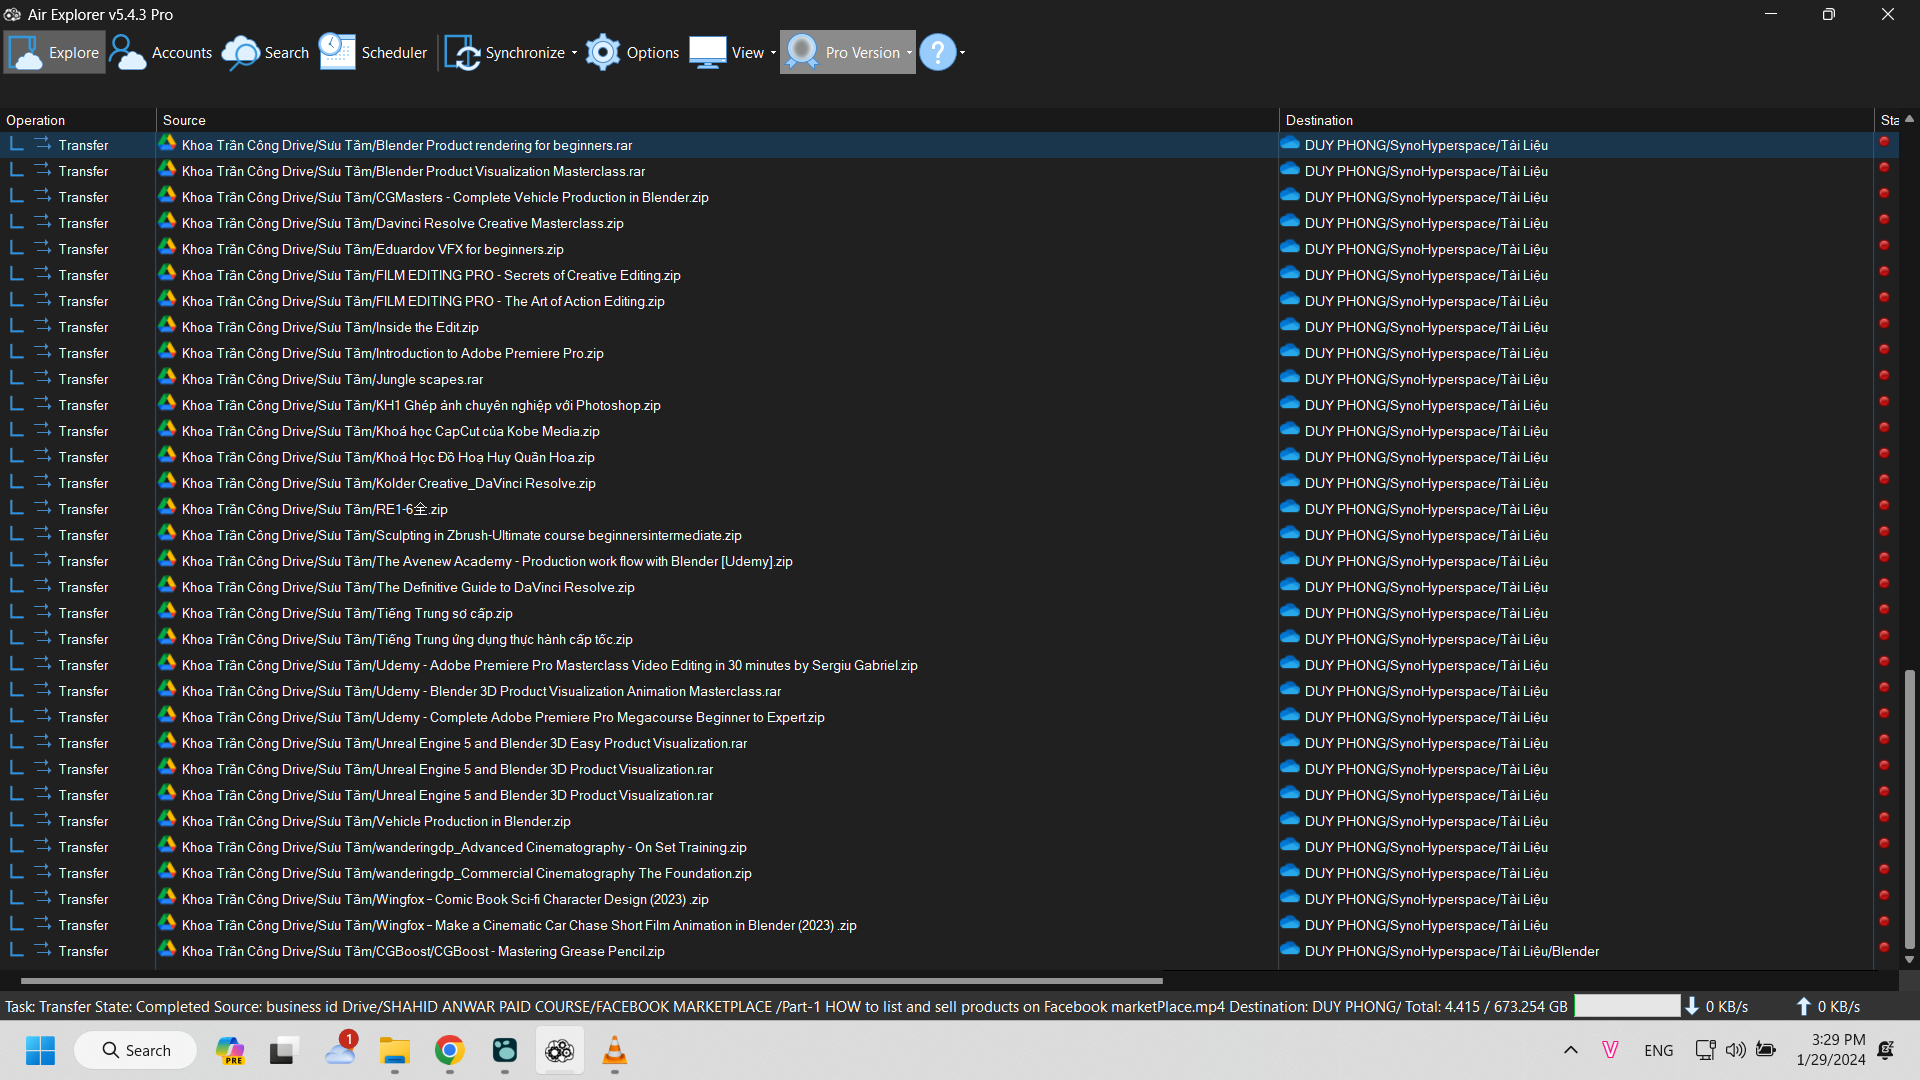 Air Explorer v5.4.3 Pro
Explore Accounts Search Scheduler Synchronize Options View Pro Version ?
Operation Source Destination Sta
Transfer Khoa Trần Công Drive/Sưu Tầm/Blender Product rendering for beginners.rar DUY PHONG/SynoHyperspace/Tài Liệu
Transfer Khoa Trần Công Drive/Sưu Tầm/Blender Product Visualization Masterclass.rar DUY PHONG/SynoHyperspace/Tài Liệu
Transfer Khoa Trần Công Drive/Sưu Tầm/CGMasters - Complete Vehicle Production in Blender.zip DUY PHONG/SynoHyperspace/Tài Liệu
Transfer Khoa Trần Công Drive/Sưu Tầm/Davinci Resolve Creative Masterclass.zip DUY PHONG/SynoHyperspace/Tài Liệu
Transfer Khoa Trần Công Drive/Sưu Tầm/Eduardov VFX for beginners.zip DUY PHONG/SynoHyperspace/Tài Liệu
Transfer Khoa Trần Công Drive/Sưu Tầm/FILM EDITING PRO - Secrets of Creative Editing.zip DUY PHONG/SynoHyperspace/Tài Liệu
Transfer Khoa Trần Công Drive/Sưu Tầm/FILM EDITING PRO - The Art of Action Editing.zip DUY PHONG/SynoHyperspace/Tài Liệu
Transfer Khoa Trần Công Drive/Sưu Tầm/Inside the Edit.zip DUY PHONG/SynoHyperspace/Tài Liệu
Transfer Khoa Trần Công Drive/Sưu Tầm/Introduction to Adobe Premiere Pro.zip DUY PHONG/SynoHyperspace/Tài Liệu
Transfer Khoa Trần Công Drive/Sưu Tầm/Jungle scapes.rar DUY PHONG/SynoHyperspace/Tài Liệu
Transfer Khoa Trần Công Drive/Sưu Tầm/KH1 Ghép ảnh chuyên nghiệp với Photoshop.zip DUY PHONG/SynoHyperspace/Tài Liệu
Transfer Khoa Trần Công Drive/Sưu Tầm/Khoá học CapCut của Kobe Media.zip DUY PHONG/SynoHyperspace/Tài Liệu
Transfer Khoa Trần Công Drive/Sưu Tầm/Khoá Học Đồ Hoạ Huy Quần Hoa.zip DUY PHONG/SynoHyperspace/Tài Liệu
Transfer Khoa Trần Công Drive/Sưu Tầm/Kolder Creative_DaVinci Resolve.zip DUY PHONG/SynoHyperspace/Tài Liệu
Transfer Khoa Trần Công Drive/Sưu Tầm/RE1-6全.zip DUY PHONG/SynoHyperspace/Tài Liệu
Transfer Khoa Trần Công Drive/Sưu Tầm/Sculpting in Zbrush-Ultimate course beginnersintermediate.zip DUY PHONG/SynoHyperspace/Tài Liệu
Transfer Khoa Trần Công Drive/Sưu Tầm/The Avenew Academy - Production work flow with Blender [Udemy].zip DUY PHONG/SynoHyperspace/Tài Liệu
Transfer Khoa Trần Công Drive/Sưu Tầm/The Definitive Guide to DaVinci Resolve.zip DUY PHONG/SynoHyperspace/Tài Liệu
Transfer Khoa Trần Công Drive/Sưu Tầm/Tiếng Trung sơ cấp.zip DUY PHONG/SynoHyperspace/Tài Liệu
Transfer Khoa Trần Công Drive/Sưu Tầm/Tiếng Trung ứng dụng thực hành cấp tốc.zip DUY PHONG/SynoHyperspace/Tài Liệu
Transfer Khoa Trần Công Drive/Sưu Tầm/Udemy - Adobe Premiere Pro Masterclass Video Editing in 30 minutes by Sergiu Gabriel.zip DUY PHONG/SynoHyperspace/Tài Liệu
Transfer Khoa Trần Công Drive/Sưu Tầm/Udemy - Blender 3D Product Visualization Animation Masterclass.rar DUY PHONG/SynoHyperspace/Tài Liệu
Transfer Khoa Trần Công Drive/Sưu Tầm/Udemy - Complete Adobe Premiere Pro Megacourse Beginner to Expert.zip DUY PHONG/SynoHyperspace/Tài Liệu
Transfer Khoa Trần Công Drive/Sưu Tầm/Unreal Engine 5 and Blender 3D Easy Product Visualization.rar DUY PHONG/SynoHyperspace/Tài Liệu
Transfer Khoa Trần Công Drive/Sưu Tầm/Unreal Engine 5 and Blender 3D Product Visualization.rar DUY PHONG/SynoHyperspace/Tài Liệu
Transfer Khoa Trần Công Drive/Sưu Tầm/Unreal Engine 5 and Blender 3D Product Visualization.rar DUY PHONG/SynoHyperspace/Tài Liệu
Transfer Khoa Trần Công Drive/Sưu Tầm/Vehicle Production in Blender.zip DUY PHONG/SynoHyperspace/Tài Liệu
Transfer Khoa Trần Công Drive/Sưu Tầm/wanderingdp_Advanced Cinematography - On Set Training.zip DUY PHONG/SynoHyperspace/Tài Liệu
Transfer Khoa Trần Công Drive/Sưu Tầm/wanderingdp_Commercial Cinematography The Foundation.zip DUY PHONG/SynoHyperspace/Tài Liệu
Transfer Khoa Trần Công Drive/Sưu Tầm/Wingfox – Comic Book Sci-fi Character Design (2023) .zip DUY PHONG/SynoHyperspace/Tài Liệu
Transfer Khoa Trần Công Drive/Sưu Tầm/Wingfox – Make a Cinematic Car Chase Short Film Animation in Blender (2023) .zip DUY PHONG/SynoHyperspace/Tài Liệu
Transfer Khoa Trần Công Drive/Sưu Tầm/CGBoost/CGBoost - Mastering Grease Pencil.zip DUY PHONG/SynoHyperspace/Tài Liệu/Blender
Task: Transfer State: Completed Source: business id Drive/SHAHID ANWAR PAID COURSE/FACEBOOK MARKETPLACE /Part-1 HOW to list and sell products on Facebook marketPlace.mp4 Destination: DUY PHONG/ Total: 4.415 / 673.254 GB 0 KB/s 0 KB/s
Search PRE 1 V ENG 3:29 PM
1/29/2024